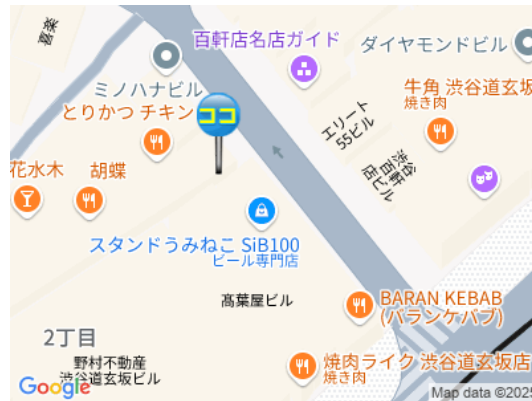 喜楽
百軒店名店ガイド
ダイヤモンドビル
ミノハナビル
とりかつ チキン
ココ
エリート
55ビル
牛角 渋谷道玄坂
焼き肉
渋谷
百軒
店ビル
花水木
胡蝶
スタンドうみねこ SiB100
ビール専門店
髙葉屋ビル
BARAN KEBAB
(バランケバブ)
2丁目
野村不動産
渋谷道玄坂ビル
焼肉ライク 渋谷道玄坂店
焼き肉
Google
Map data ©2025